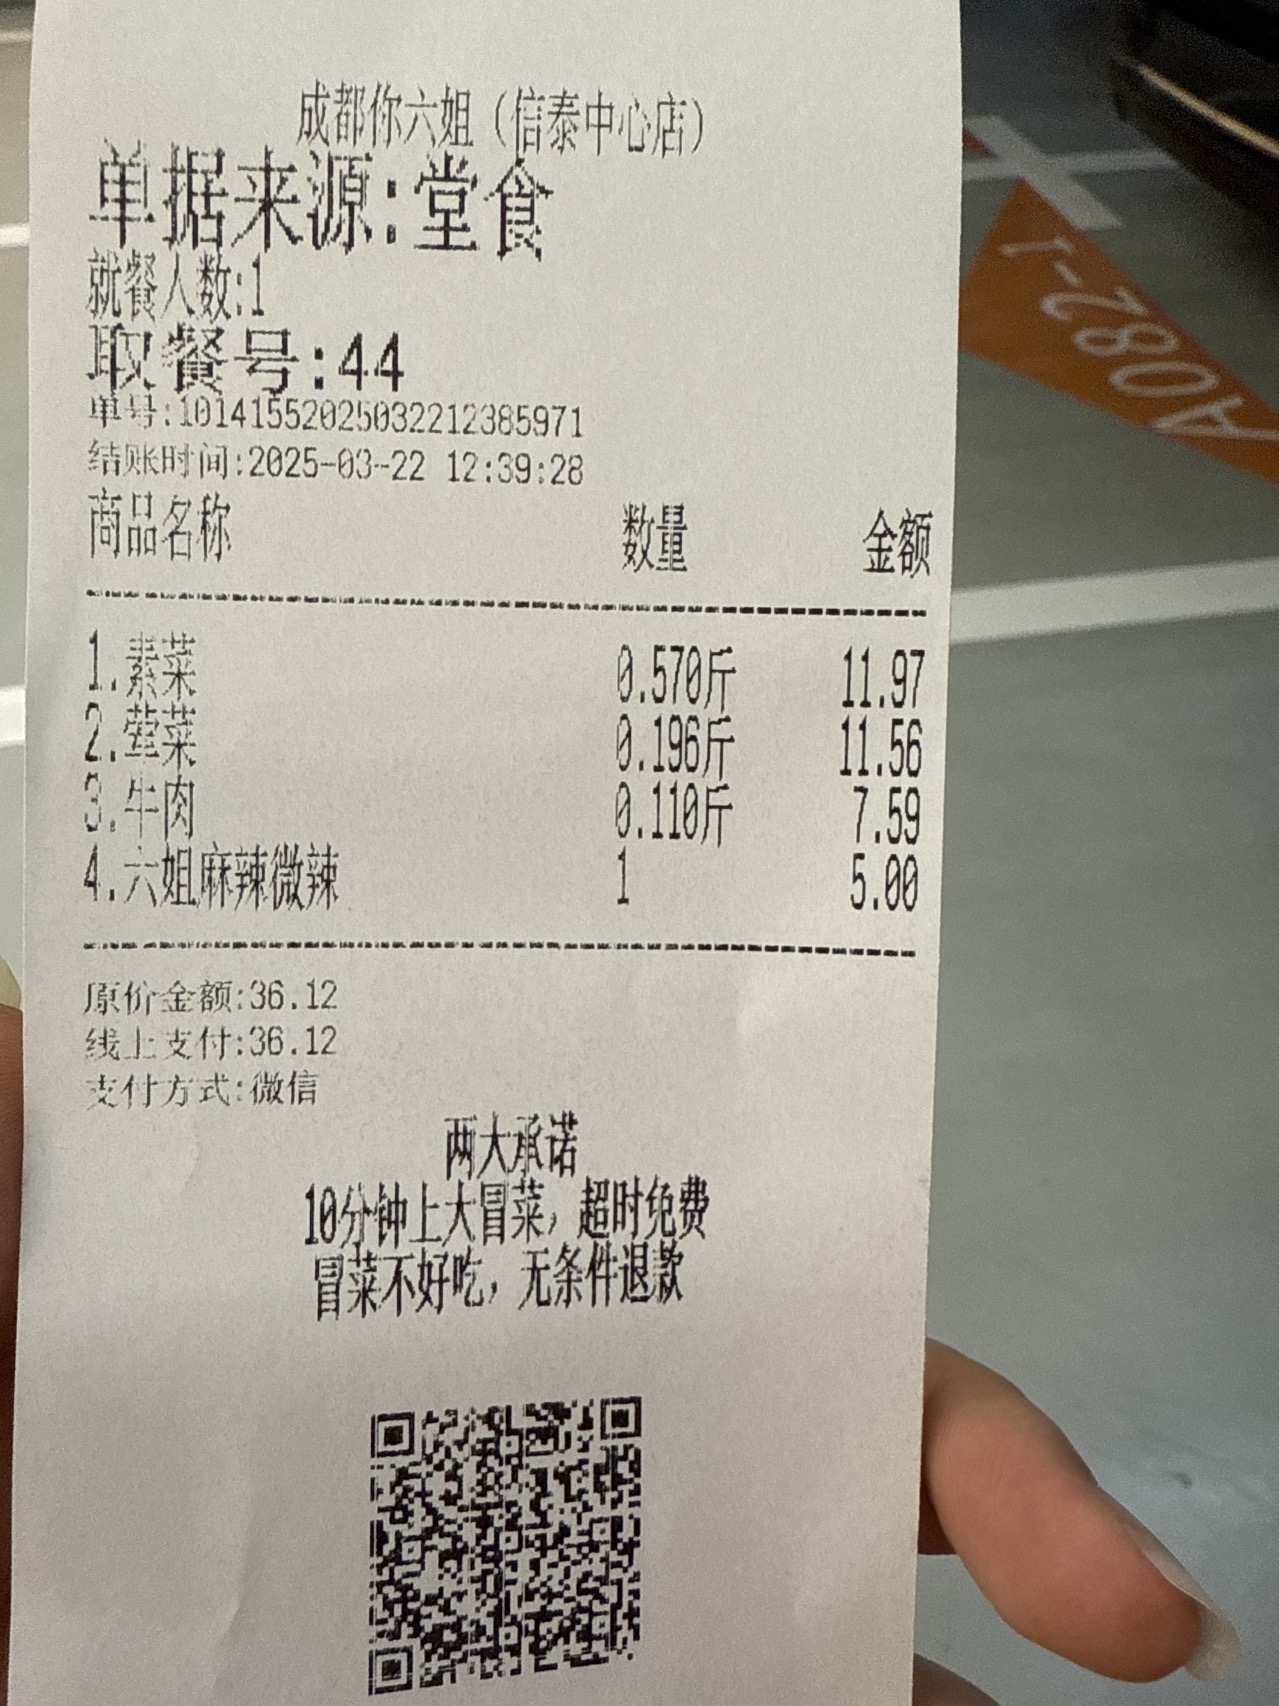 成都你六姐（信泰中心店）
单据来源:堂食
就餐人数:1
取餐号:44
单号:10141552025032212385971
结账时间:2025-03-22 12:39:28
商品名称 数量 金额
1.素菜 0.570斤 11.97
2.荤菜 0.196斤 11.56
3.牛肉 0.110斤 7.59
4.六姐麻辣微辣 1 5.00
原价金额:36.12
线上支付:36.12
支付方式:微信
两大承诺
10分钟上大冒菜，超时免费
冒菜不好吃，无条件退款
A082-1